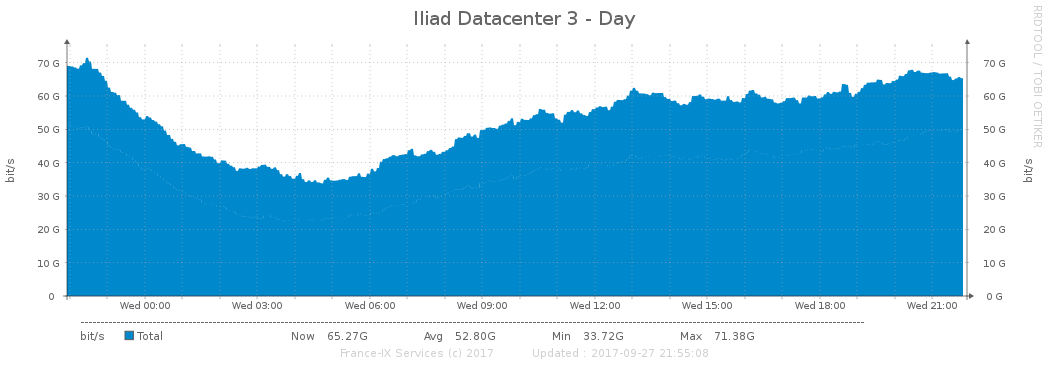 Iliad Datacenter 3 - Day
RRDTOOL / TOBI OETIKER
bit/s
70 G 70 G
60 G 60 G
50 G 50 G
40 G 40 G
30 G 30 G
20 G 20 G
10 G 10 G
0 0 G
bit/s
Wed 00:00 Wed 03:00 Wed 06:00 Wed 09:00 Wed 12:00 Wed 15:00 Wed 18:00 Wed 21:00
bit/s Total Now 65.27G Avg 52.80G Min 33.72G Max 71.38G
France-IX Services (c) 2017 Updated : 2017-09-27 21:55:08